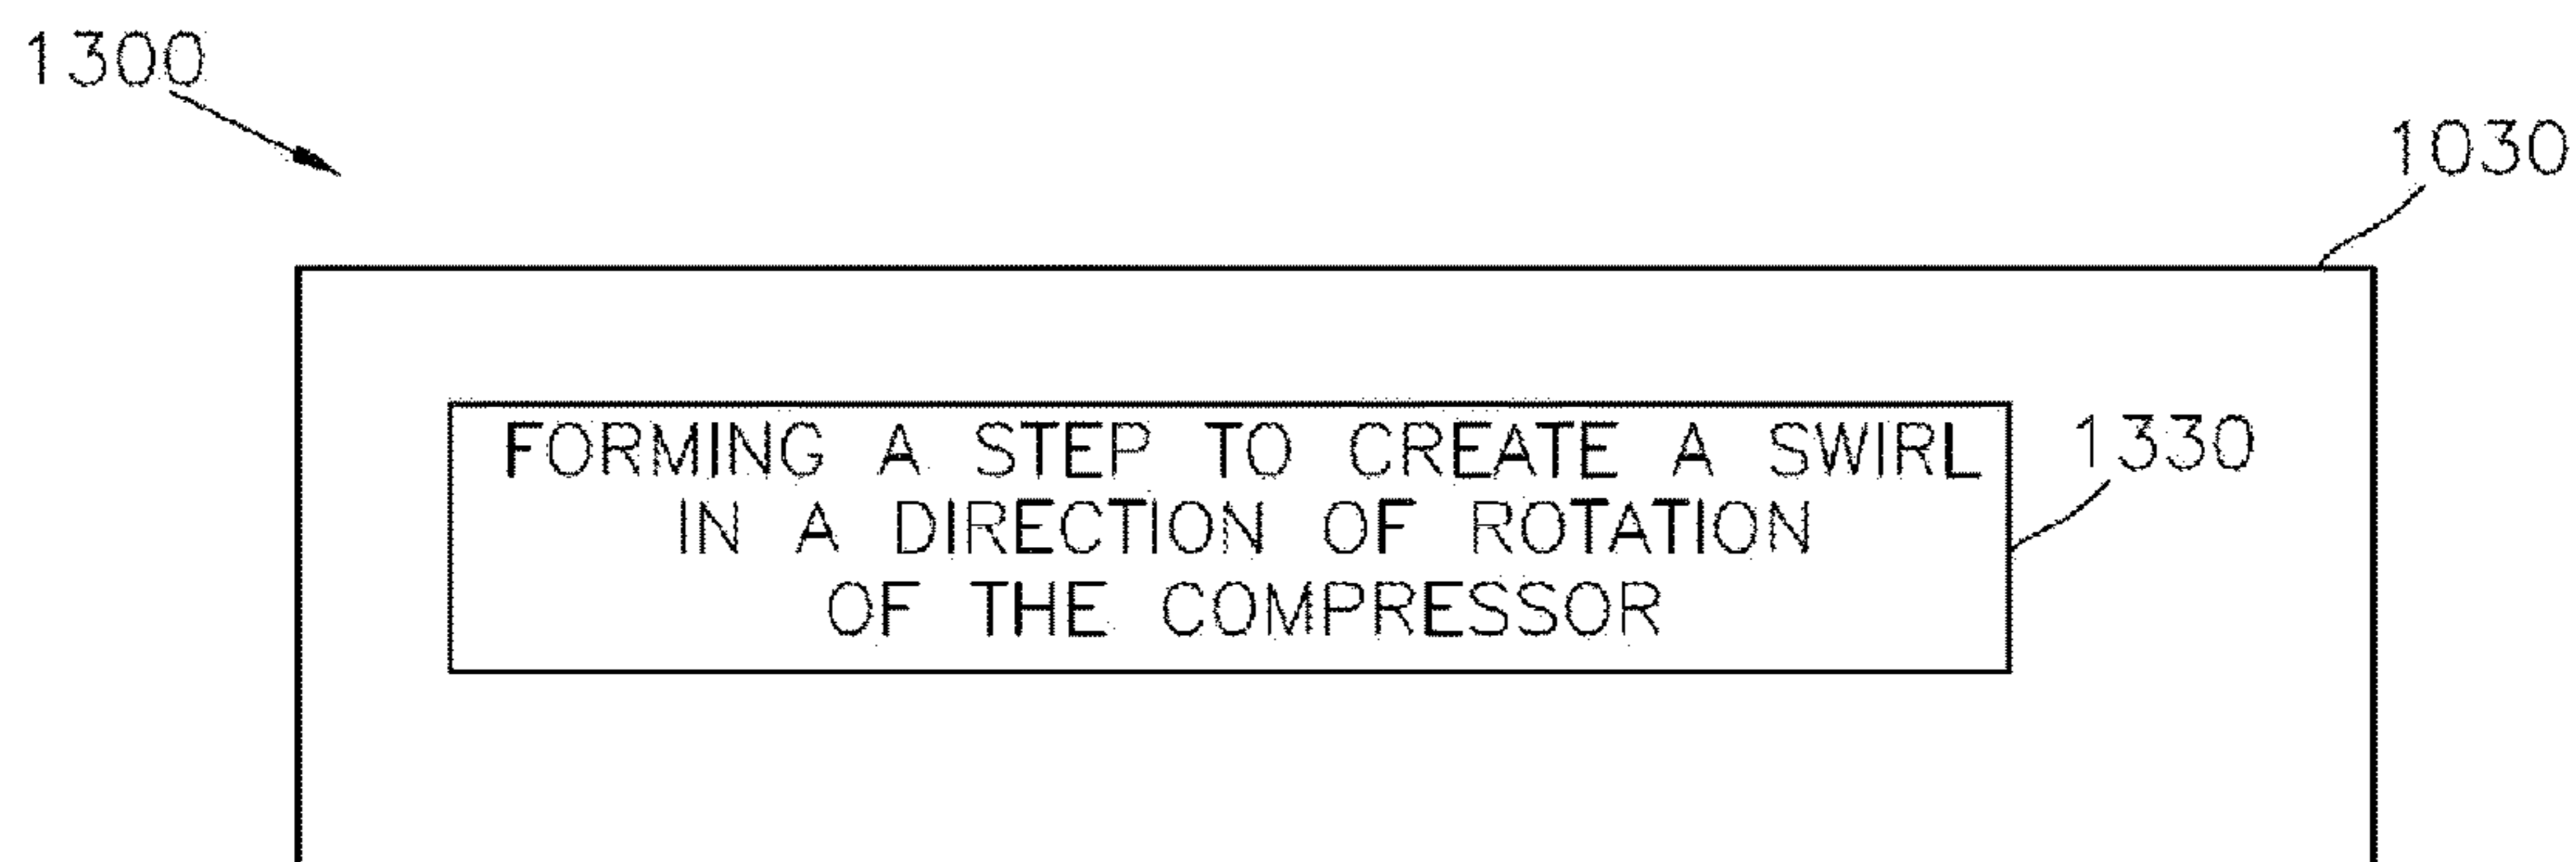 1300
1030
FORMING A STEP TO CREATE A SWIRL
IN A DIRECTION OF ROTATION
OF THE COMPRESSOR
1330